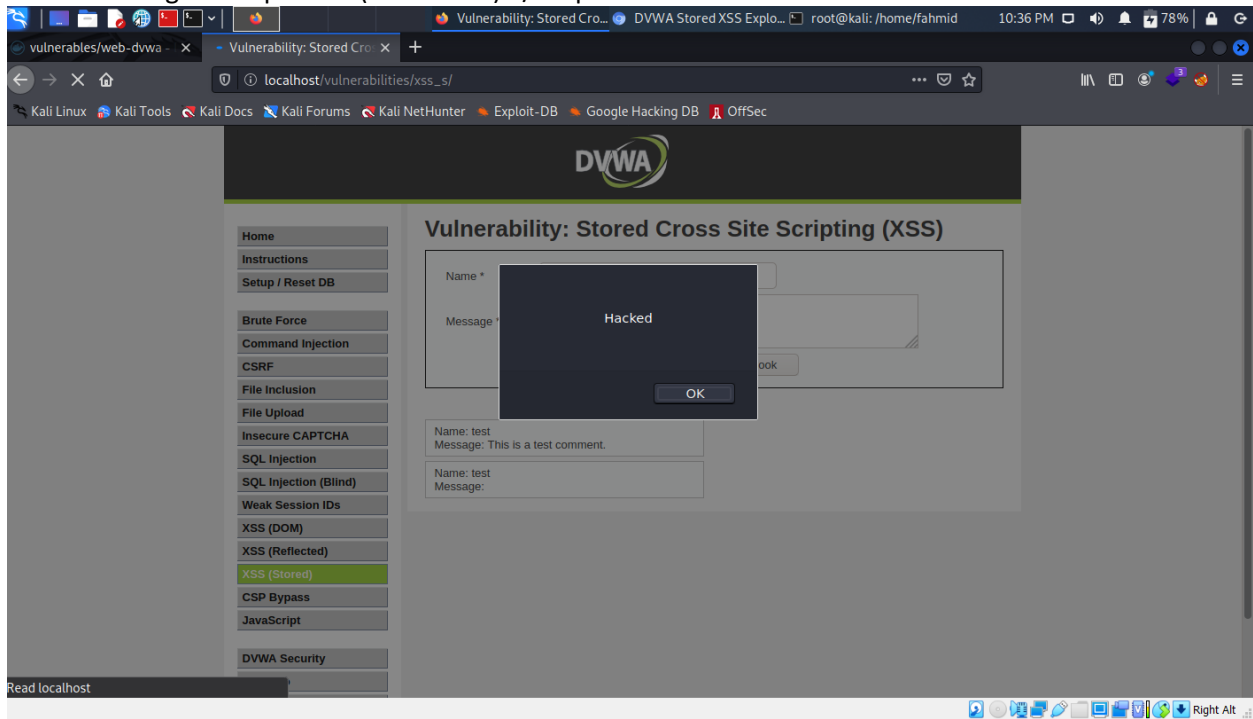 Vulnerability: Stored Cro...
DVWA Stored XSS Explo...
root@kali: /home/fahmid
10:36 PM
78%
vulnerables/web-dvwa -
Vulnerability: Stored Cro
localhost/vulnerabilities/xss_s/
3
Kali Linux
Kali Tools
Kali Docs
Kali Forums
Kali NetHunter
Exploit-DB
Google Hacking DB
OffSec
DVWA
Home
Instructions
Setup / Reset DB
Brute Force
Command Injection
CSRF
File Inclusion
File Upload
Insecure CAPTCHA
SQL Injection
SQL Injection (Blind)
Weak Session IDs
XSS (DOM)
XSS (Reflected)
XSS (Stored)
CSP Bypass
JavaScript
DVWA Security
Vulnerability: Stored Cross Site Scripting (XSS)
Name *
Message *
ook
Hacked
OK
Name: test
Message: This is a test comment.
Name: test
Message:
Read localhost
Right Alt